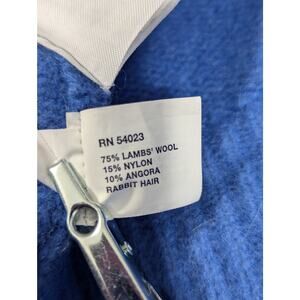 RN 54023
75% LAMBS' WOOL
15% NYLON
10% ANGORA
RABBIT HAIR